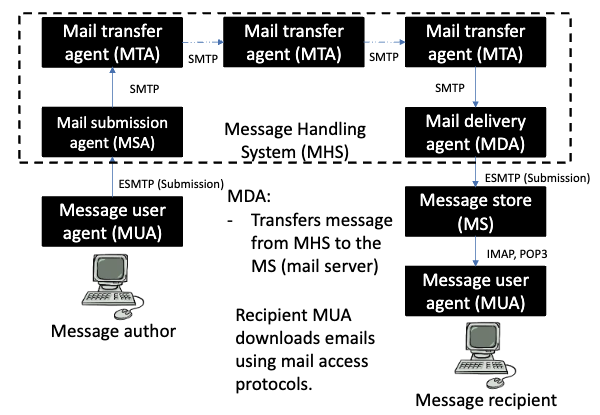 Mail transfer
agent (MTA)
SMTP
Mail transfer
agent (MTA)
SMTP
Mail transfer
agent (MTA)
SMTP
SMTP
Mail submission
agent (MSA)
Message Handling
System (MHS)
Mail delivery
agent (MDA)
ESMTP (Submission)
ESMTP (Submission)
Message user
agent (MUA)
MDA:
- Transfers message
from MHS to the
MS (mail server)
Message store
(MS)
IMAP, POP3
Message user
agent (MUA)
Message author
Recipient MUA
downloads emails
using mail access
protocols.
Message recipient